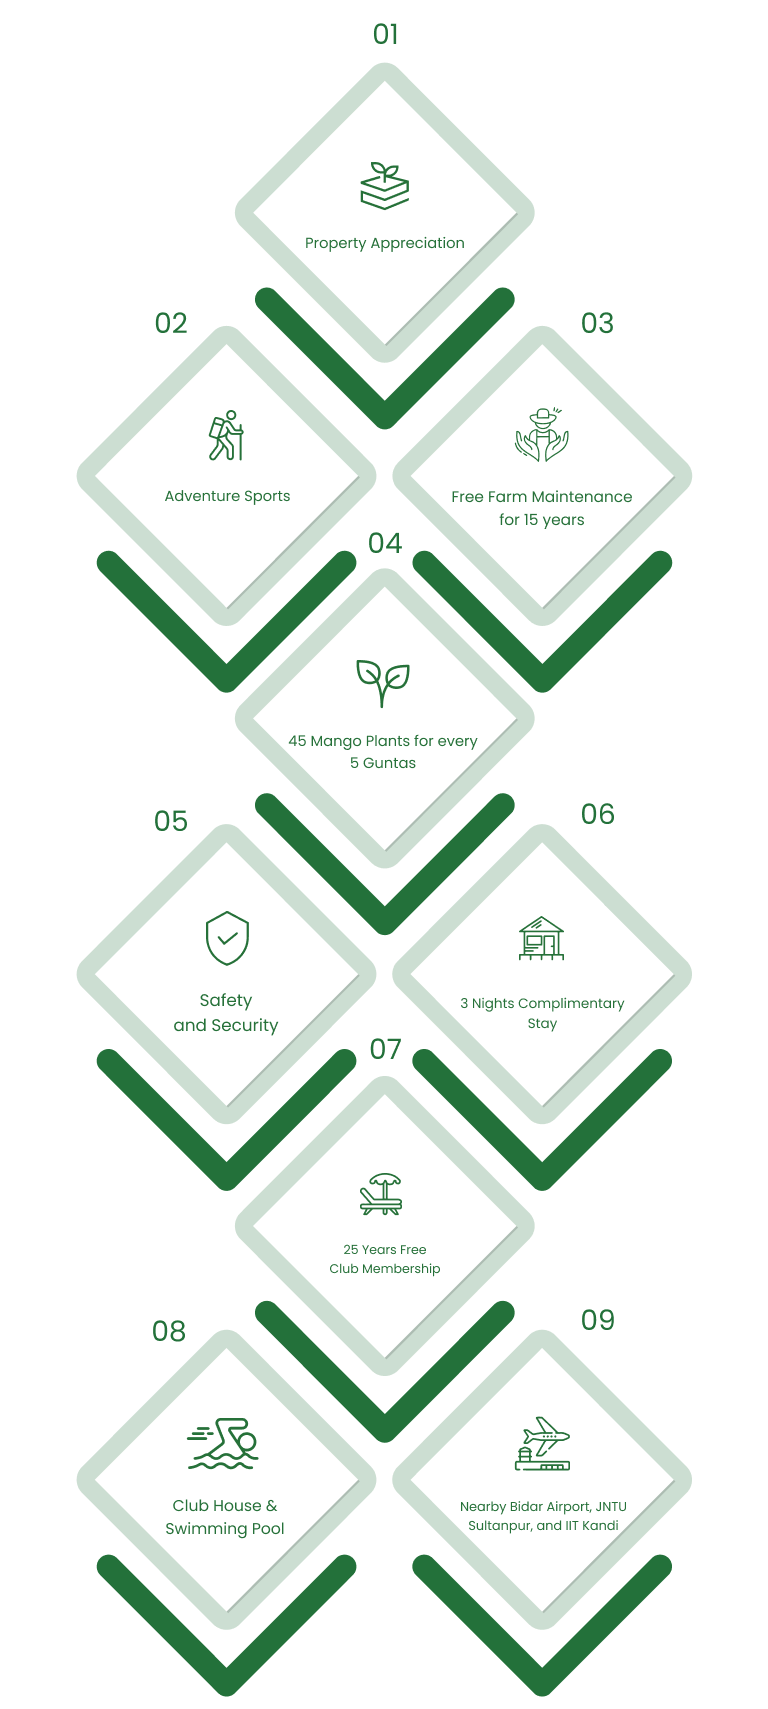 01
Property Appreciation
02
Adventure Sports
03
Free Farm Maintenance
for 15 years
04
45 Mango Plants for every
5 Guntas
05
Safety
and Security
06
3 Nights Complimentary
Stay
07
25 Years Free
Club Membership
08
Club House &
Swimming Pool
09
Nearby Bidar Airport, JNTU
Sultanpur, and IIT Kandi